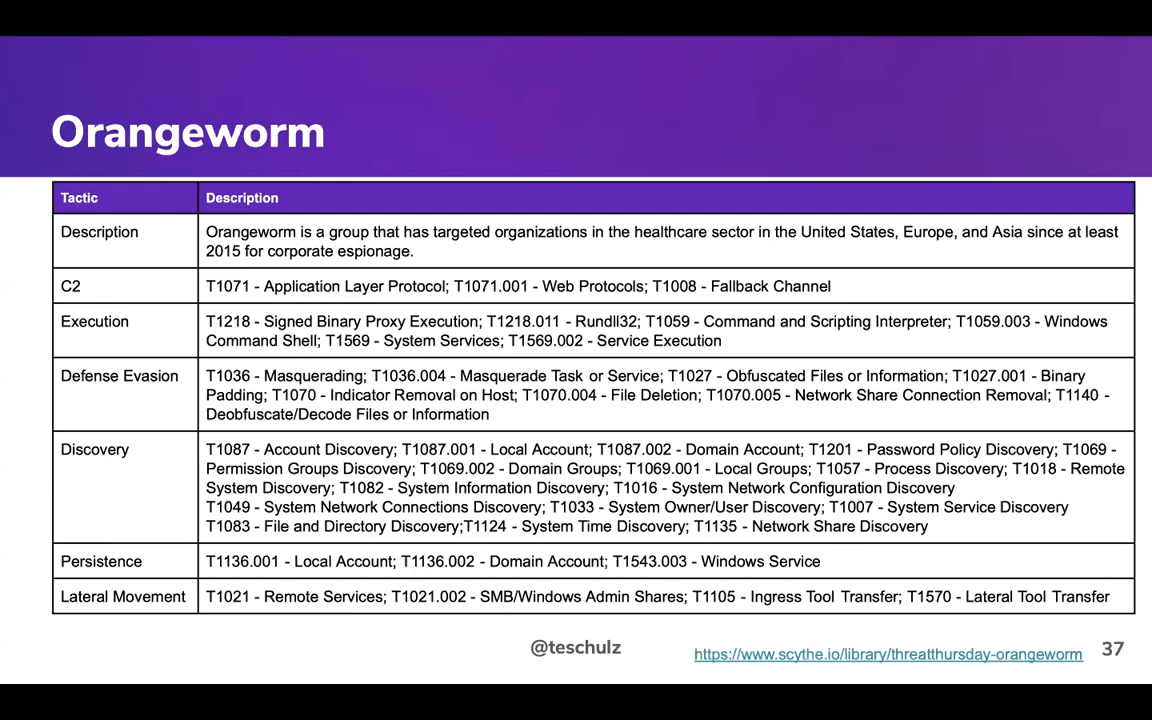 Orangeworm
Tactic
Description
Description
Orangeworm is a group that has targeted organizations in the healthcare sector in the United States, Europe, and Asia since at least
2015 for corporate espionage.
C2
T1071 - Application Layer Protocol; T1071.001 - Web Protocols; T1008 - Fallback Channel
Execution
T1218 - Signed Binary Proxy Execution; T1218.011 - Rundll32; T1059 - Command and Scripting Interpreter; T1059.003 - Windows
Command Shell; T1569 - System Services; T1569.002 - Service Execution
Defense Evasion
T1036 - Masquerading; T1036.004 - Masquerade Task or Service; T1027 - Obfuscated Files or Information; T1027.001 - Binary
Padding; T1070 - Indicator Removal on Host; T1070.004 - File Deletion; T1070.005 - Network Share Connection Removal; T1140 -
Deobfuscate/Decode Files or Information
Discovery
T1087 - Account Discovery; T1087.001 - Local Account; T1087.002 - Domain Account; T1201 - Password Policy Discovery; T1069 -
Permission Groups Discovery; T1069.002 - Domain Groups; T1069.001 - Local Groups; T1057 - Process Discovery; T1018 - Remote
System Discovery; T1082 - System Information Discovery; T1016 - System Network Configuration Discovery
T1049 - System Network Connections Discovery; T1033 - System Owner/User Discovery; T1007 - System Service Discovery
T1083 - File and Directory Discovery;T1124 - System Time Discovery; T1135 - Network Share Discovery
Persistence
T1136.001 - Local Account; T1136.002 - Domain Account; T1543.003 - Windows Service
Lateral Movement
T1021 - Remote Services; T1021.002 - SMB/Windows Admin Shares; T1105 - Ingress Tool Transfer; T1570 - Lateral Tool Transfer
@teschulz
https://www.scythe.io/library/threatthursday-orangeworm
37